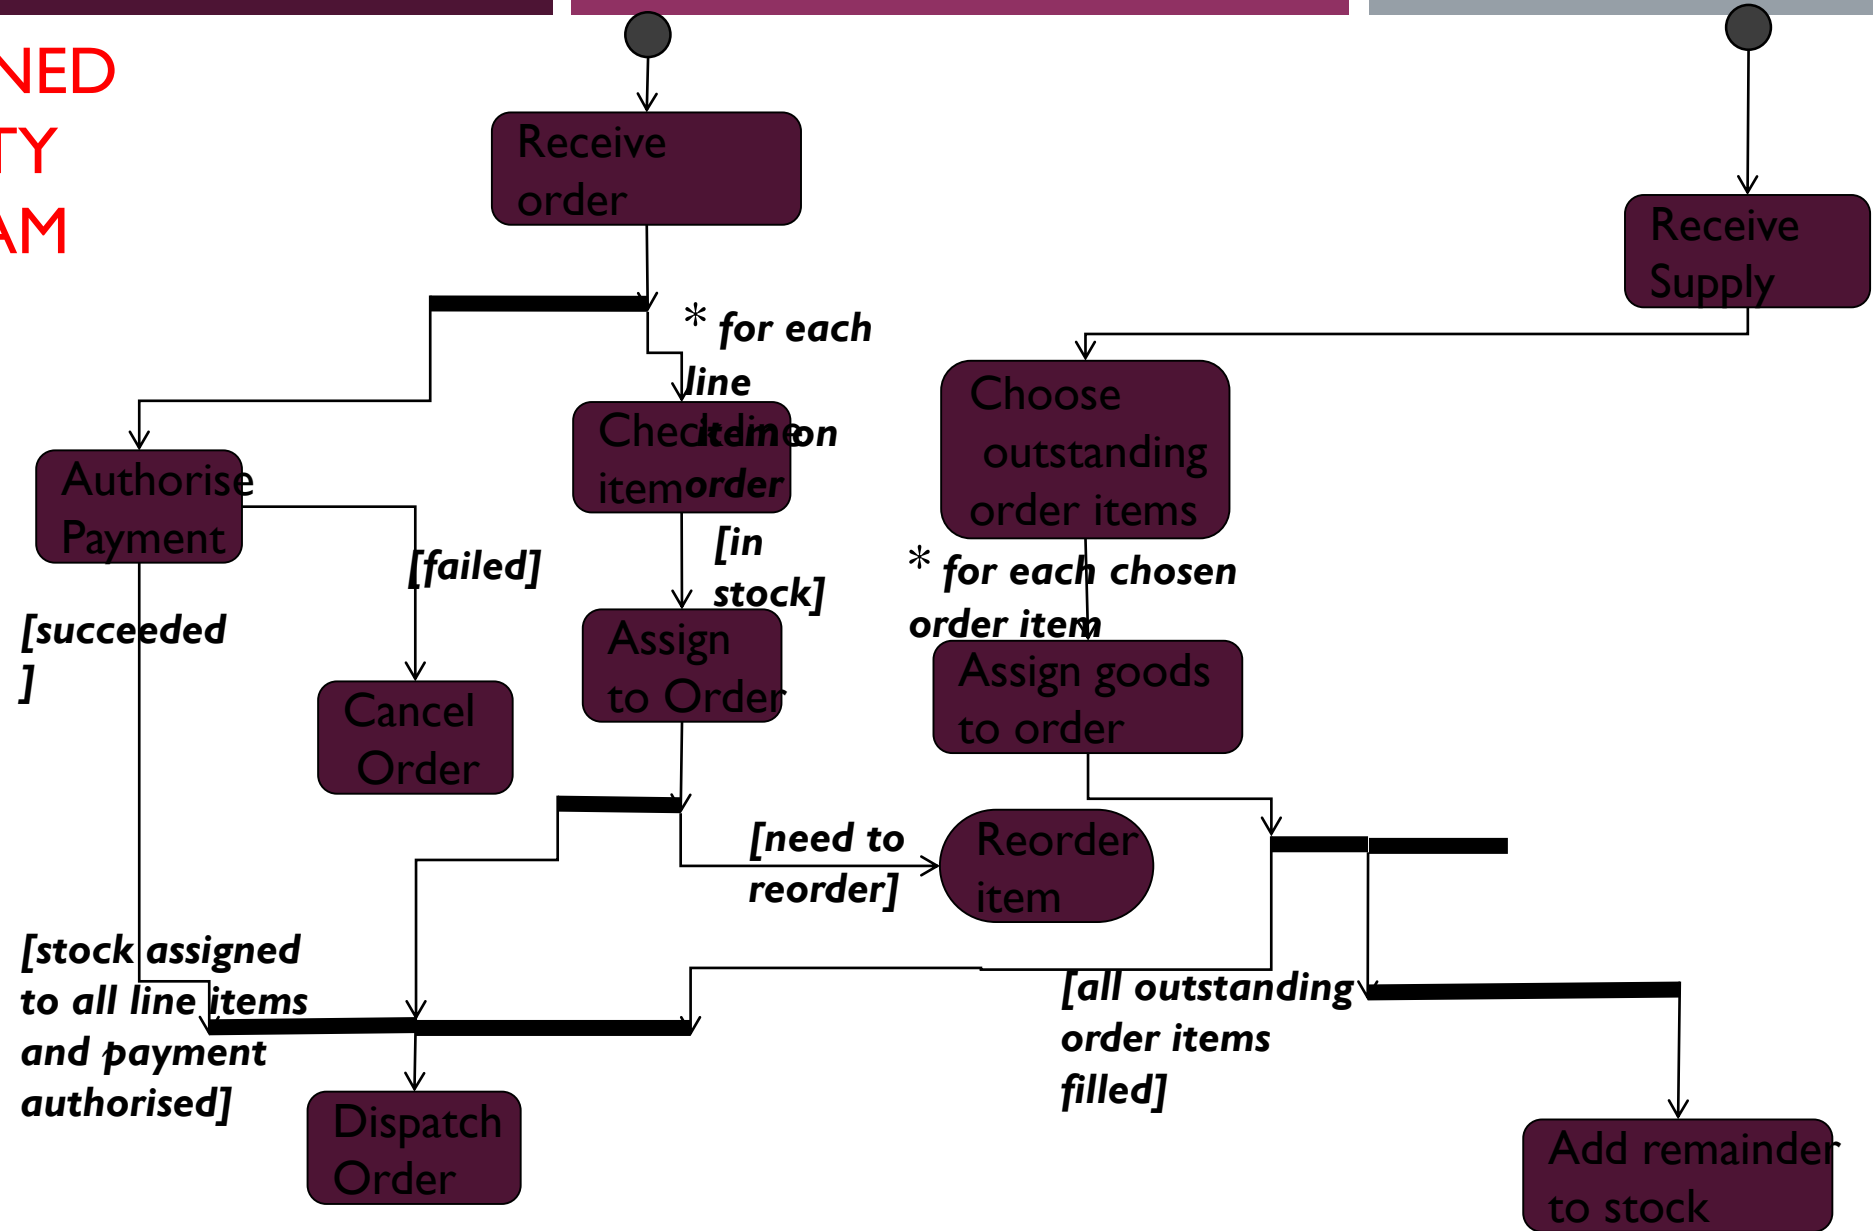 NED
TY
AM
Receive
order
Receive
Supply
* for each
line
item on
order
Check line
item
Choose
outstanding
order items
Authorise
Payment
[failed]
[in
stock]
* for each chosen
order item
[succeeded
]
Assign
to Order
Assign goods
to order
Cancel
Order
[need to
reorder]
Reorder
item
[stock assigned
to all line items
and payment
authorised]
[all outstanding
order items
filled]
Dispatch
Order
Add remainder
to stock